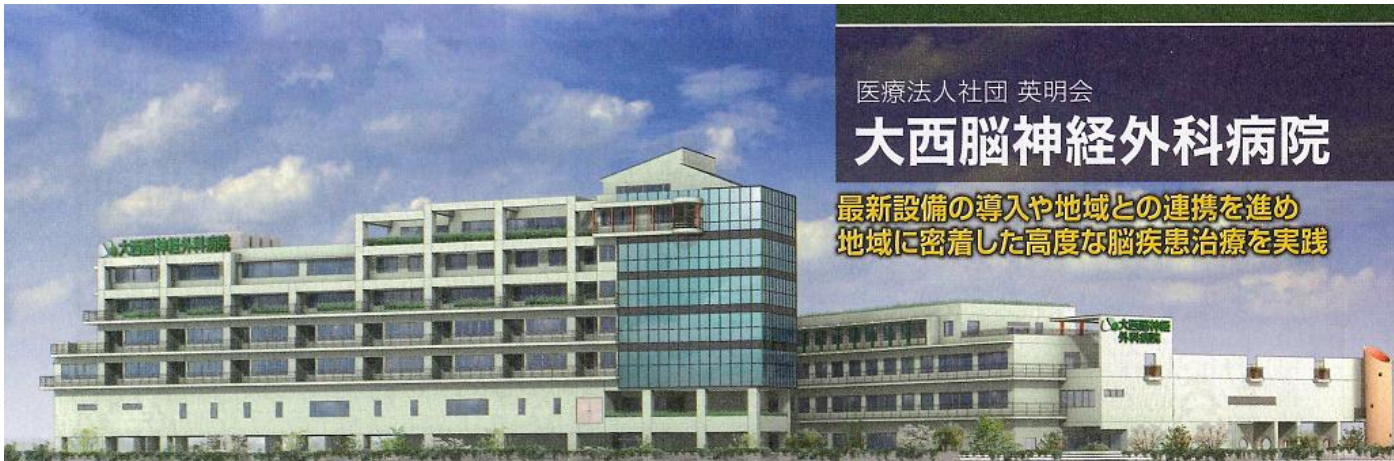 医療法人社団 英明会
大西脳神経外科病院
最新設備の導入や地域との連携を進め
地域に密着した高度な脳疾患治療を実践
大西脳神経外科病院
大西脳神経
外科病院